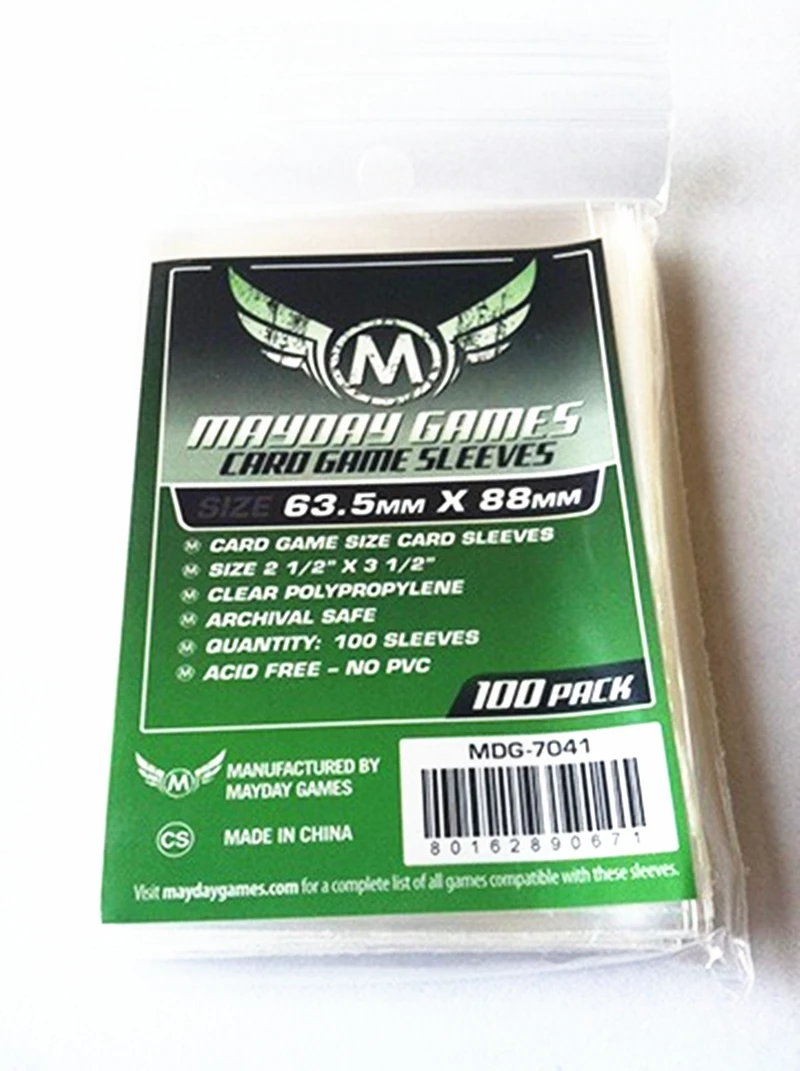 M
MAYDAY GAMES
CARD GAME SLEEVES
SIZE 63.5MM X 88MM
M CARD GAME SIZE CARD SLEEVES
M SIZE 2 1/2" X 3 1/2"
M CLEAR POLYPROPYLENE
M ARCHIVAL SAFE
M QUANTITY: 100 SLEEVES
M ACID FREE – NO PVC
100 PACK
MDG-7041
801628906​71
M MANUFACTURED BY
MAYDAY GAMES
CS MADE IN CHINA
Visit maydaygames.com for a complete list of all games compatible with these sleeves.